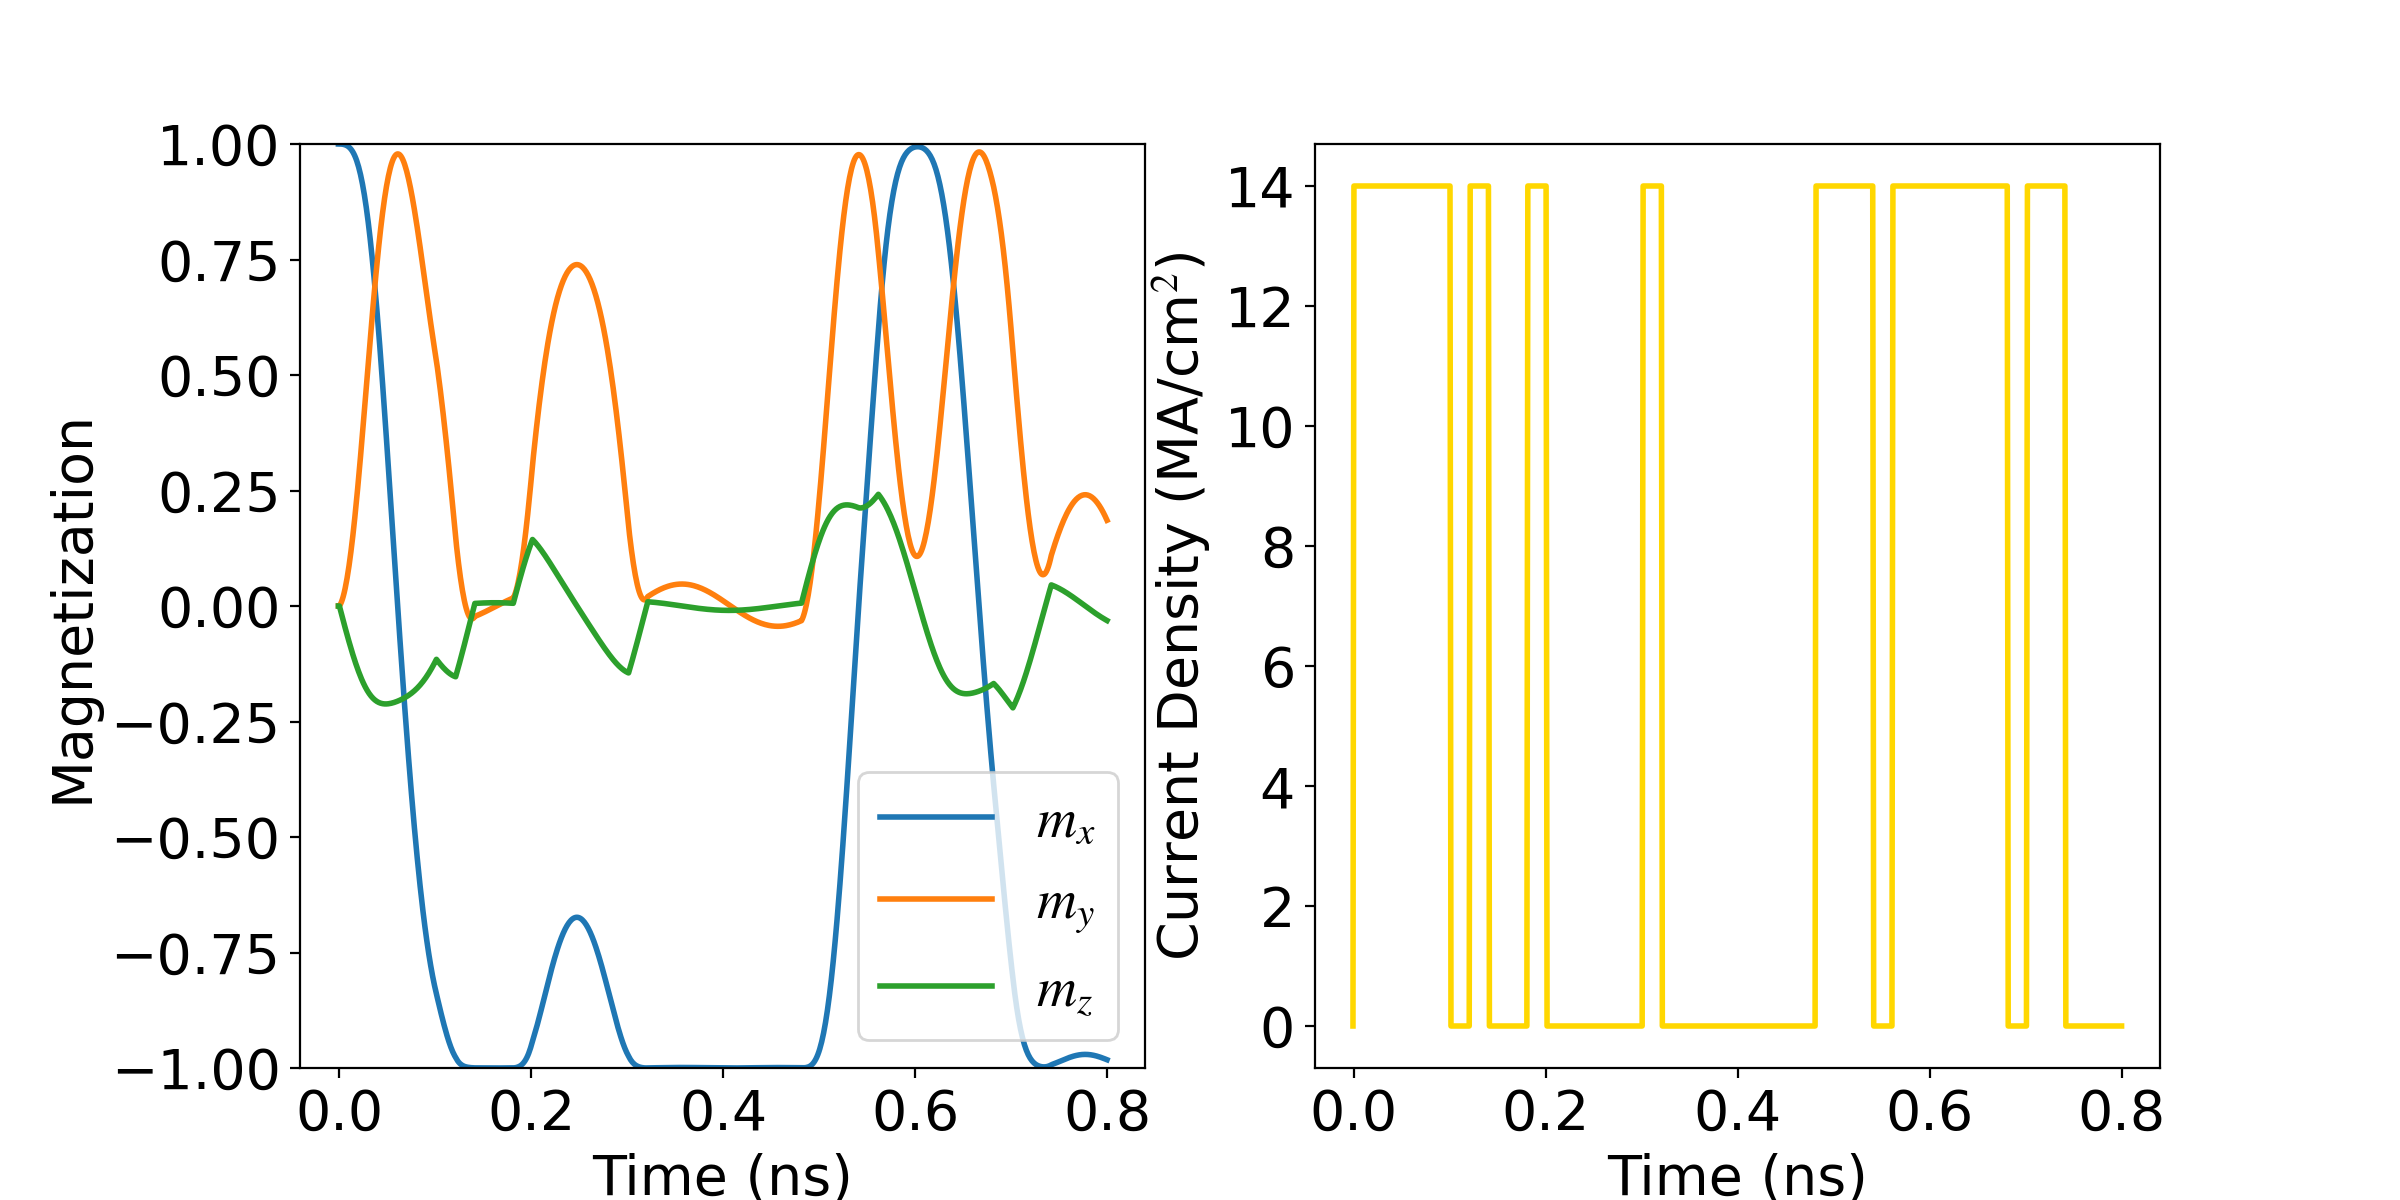 Magnetization
1.00
0.75
0.50
0.25
0.00
−0.25
−0.50
−0.75
−1.00
0.0 0.2 0.4 0.6 0.8
Time (ns)
m_x
m_y
m_z
Current Density (MA/cm²)
14
12
10
8
6
4
2
0
0.0 0.2 0.4 0.6 0.8
Time (ns)